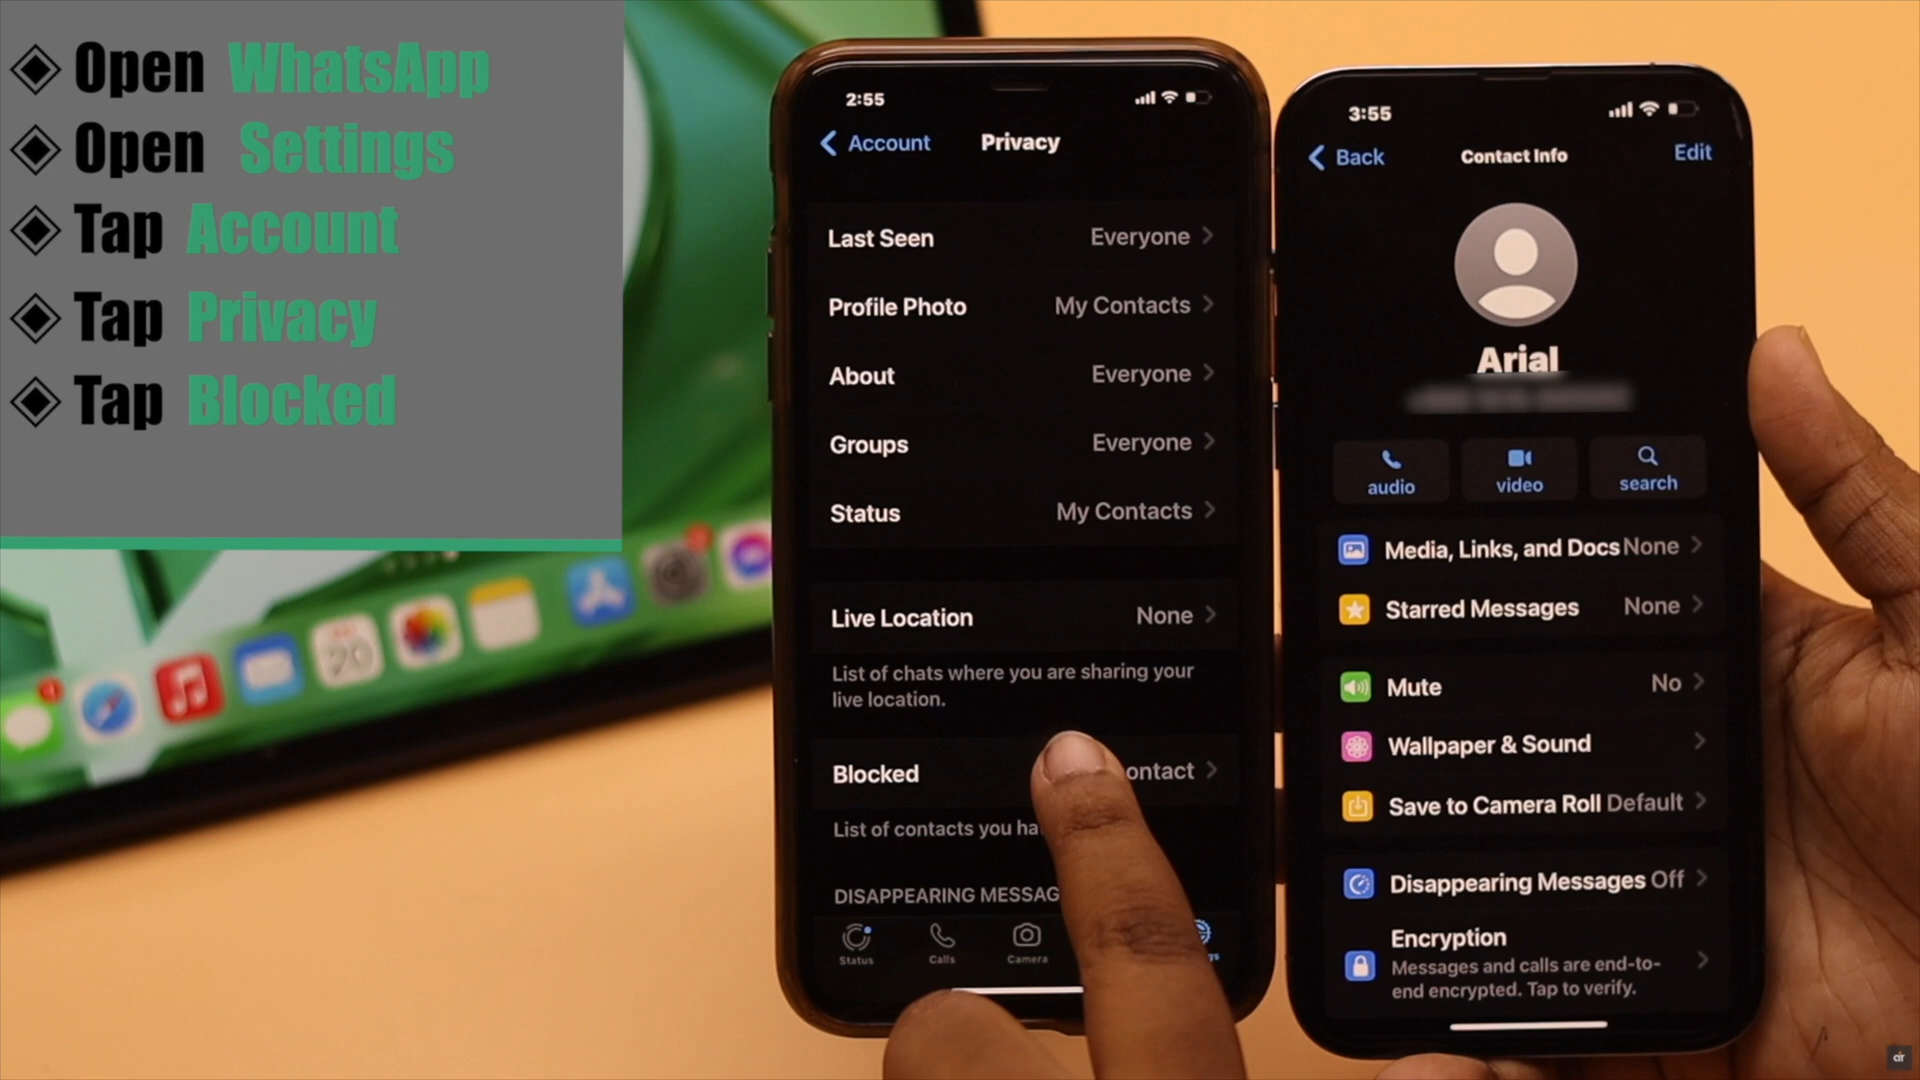 Open WhatsApp
Open Settings
Tap Account
Tap Privacy
Tap Blocked
2:55
Account
Privacy
Last Seen
Everyone
Profile Photo
My Contacts
About
Everyone
Groups
Everyone
Status
My Contacts
Live Location
None
List of chats where you are sharing your
live location.
Blocked
ontact
List of contacts you ha
DISAPPEARING MESSAG
Status
Calls
Camera
gs
3:55
Back
Contact Info
Edit
Arial
audio
video
search
Media, Links, and Docs
None
Starred Messages
None
Mute
No
Wallpaper & Sound
Save to Camera Roll
Default
Disappearing Messages
Off
Encryption
Messages and calls are end-to-
end encrypted. Tap to verify.
20
air